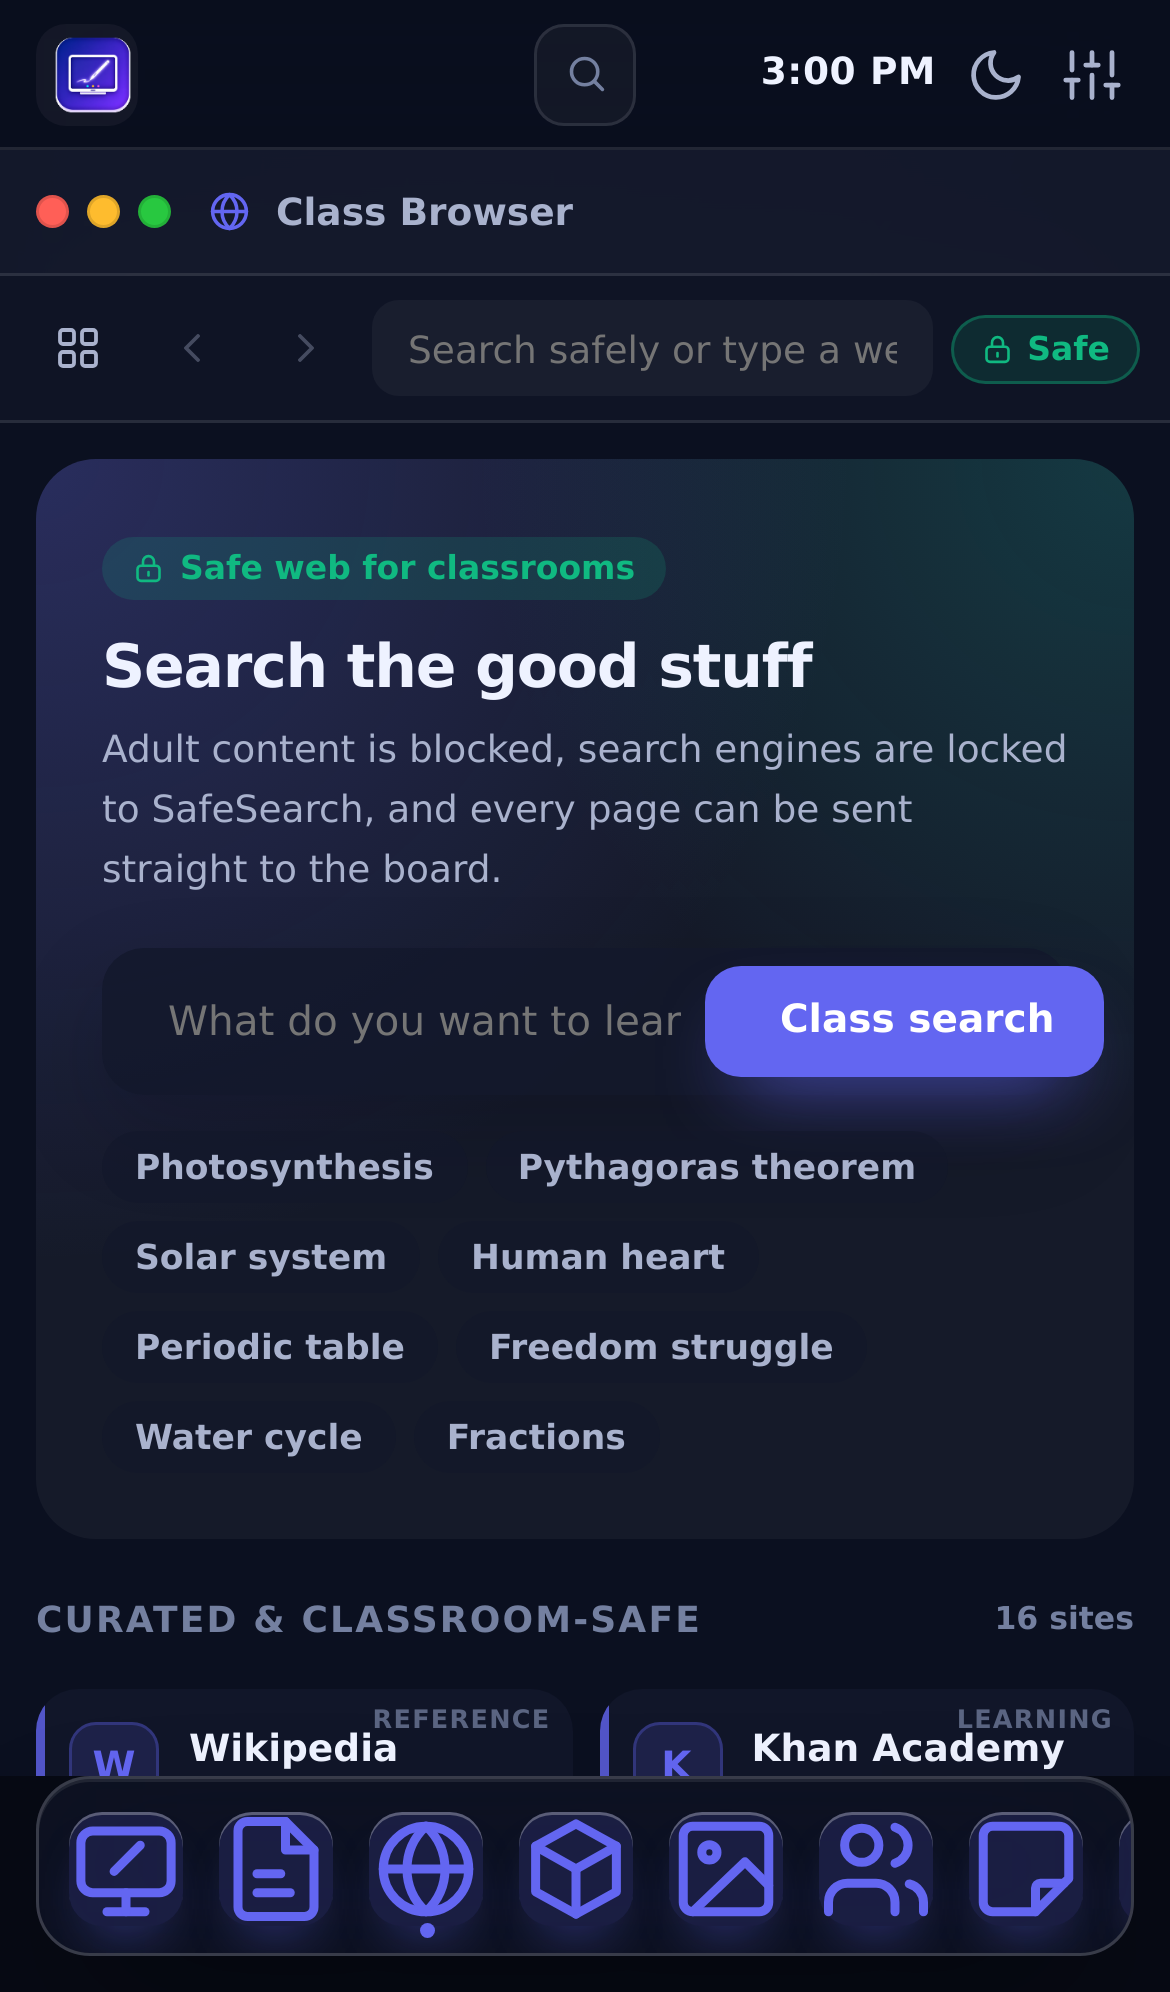 3:00 PM
Class Browser
Search safely or type a we
Safe
Safe web for classrooms
Search the good stuff
Adult content is blocked, search engines are locked
to SafeSearch, and every page can be sent
straight to the board.
What do you want to lear
Class search
Photosynthesis
Pythagoras theorem
Solar system
Human heart
Periodic table
Freedom struggle
Water cycle
Fractions
CURATED & CLASSROOM-SAFE
16 sites
REFERENCE
W
Wikipedia
LEARNING
K
Khan Academy